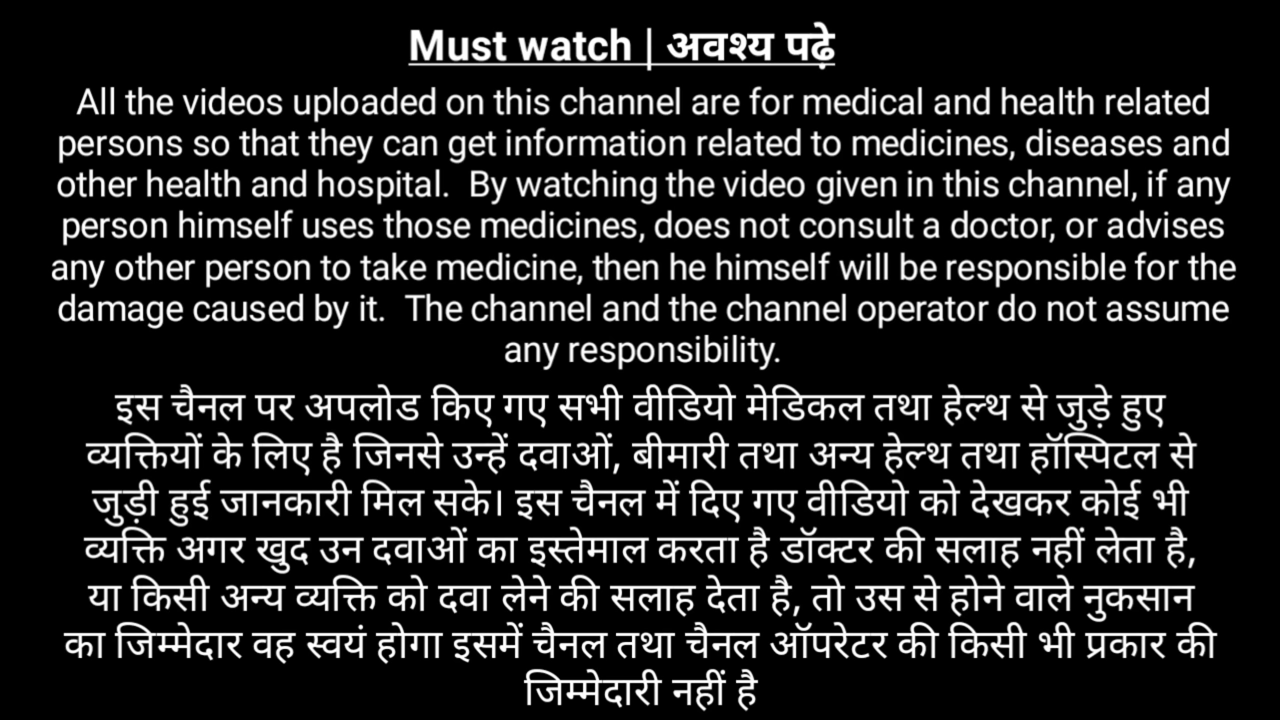 Must watch | अवश्य पढ़े
All the videos uploaded on this channel are for medical and health related
persons so that they can get information related to medicines, diseases and
other health and hospital. By watching the video given in this channel, if any
person himself uses those medicines, does not consult a doctor, or advises
any other person to take medicine, then he himself will be responsible for the
damage caused by it. The channel and the channel operator do not assume
any responsibility.
इस चैनल पर अपलोड किए गए सभी वीडियो मेडिकल तथा हेल्थ से जुड़े हुए
व्यक्तियों के लिए है जिनसे उन्हें दवाओं, बीमारी तथा अन्य हेल्थ तथा हॉस्पिटल से
जुड़ी हुई जानकारी मिल सके। इस चैनल में दिए गए वीडियो को देखकर कोई भी
व्यक्ति अगर खुद उन दवाओं का इस्तेमाल करता है डॉक्टर की सलाह नहीं लेता है,
या किसी अन्य व्यक्ति को दवा लेने की सलाह देता है, तो उस से होने वाले नुकसान
का जिम्मेदार वह स्वयं होगा इसमें चैनल तथा चैनल ऑपरेटर की किसी भी प्रकार की
जिम्मेदारी नहीं है